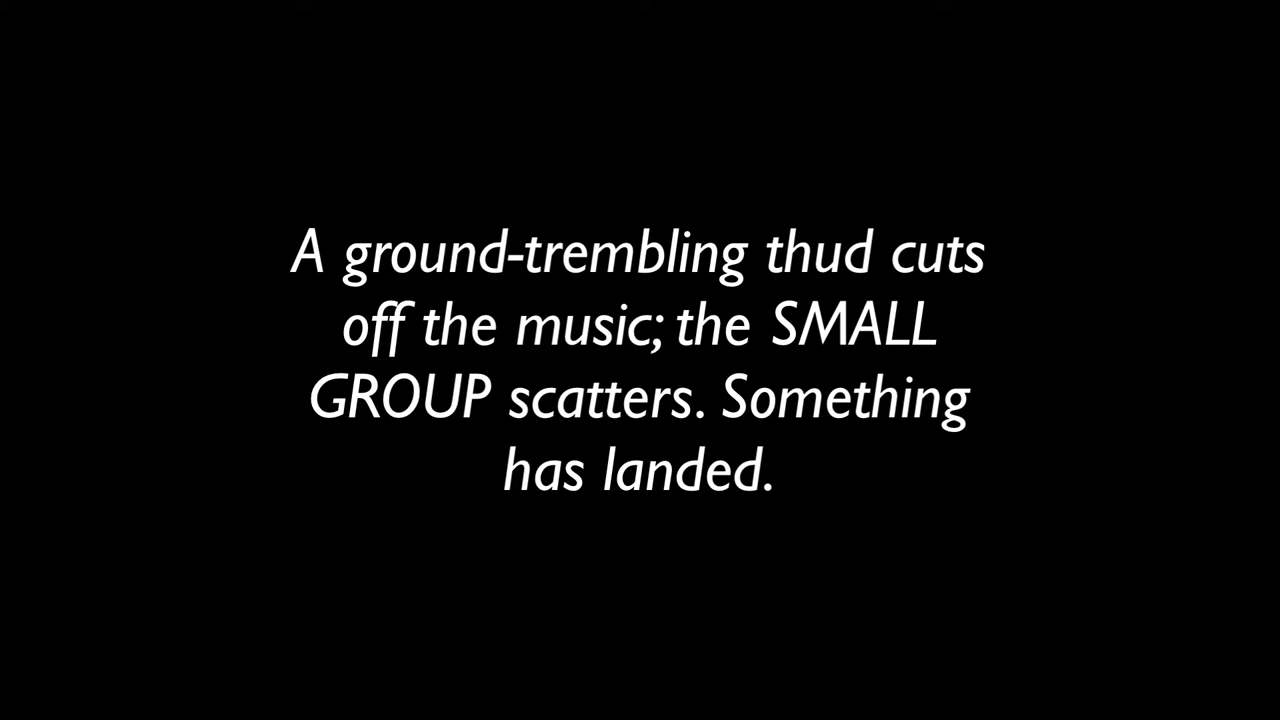 A ground-trembling thud cuts
off the music; the SMALL
GROUP scatters. Something
has landed.